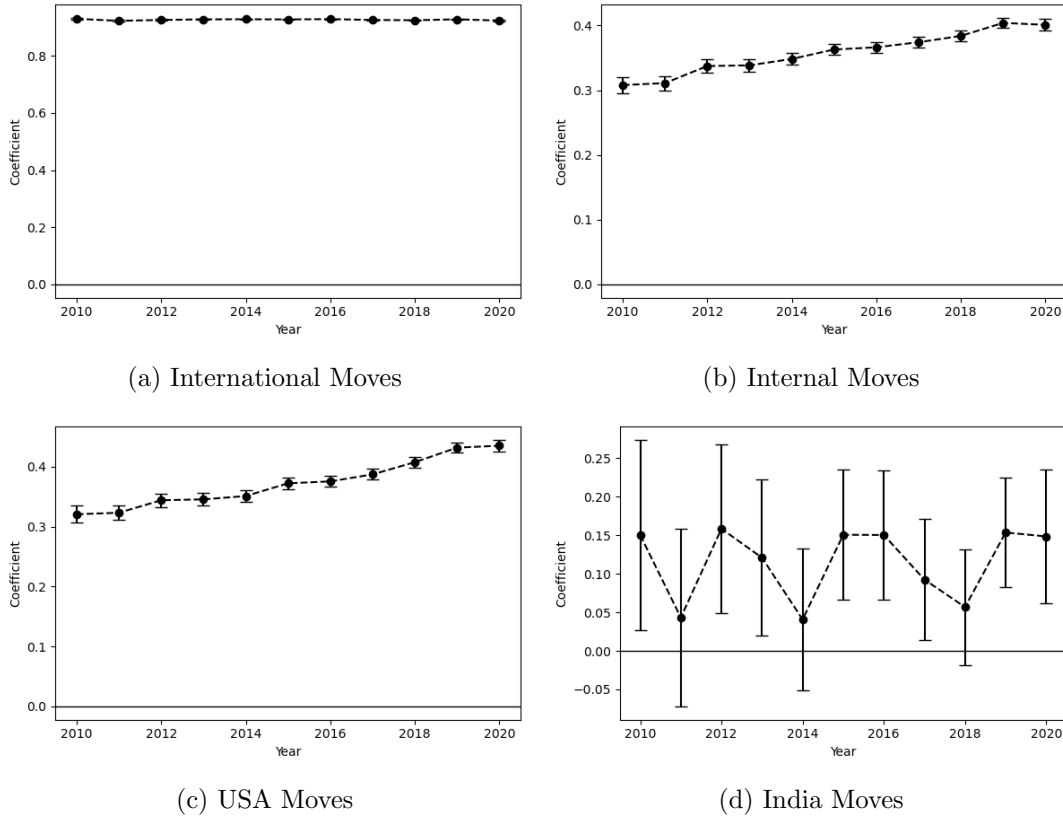 0.8
0.6
0.4
0.2
0.0
Coefficient
2010 2012 2014 2016 2018 2020
Year
(a) International Moves
0.4
0.3
0.2
0.1
0.0
Coefficient
2010 2012 2014 2016 2018 2020
Year
(b) Internal Moves
0.4
0.3
0.2
0.1
0.0
Coefficient
2010 2012 2014 2016 2018 2020
Year
(c) USA Moves
0.25
0.20
0.15
0.10
0.05
0.00
−0.05
Coefficient
2010 2012 2014 2016 2018 2020
Year
(d) India Moves